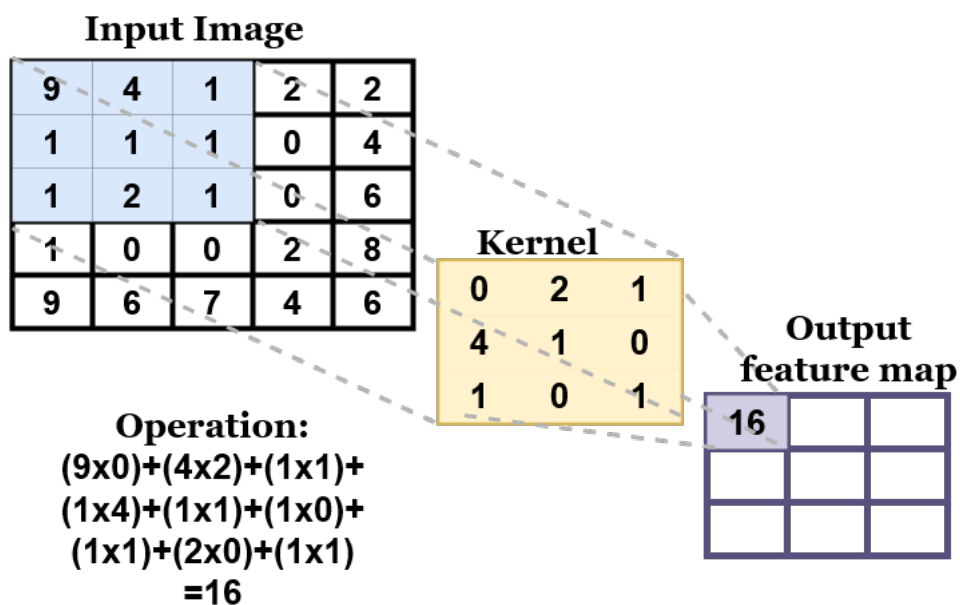 Input Image
9 4 1 2 2
1 1 1 0 4
1 2 1 0 6
1 0 0 2 8
9 6 7 4 6
Kernel
0 2 1
4 1 0
1 0 1
Output
feature map
16
Operation:
(9x0)+(4x2)+(1x1)+
(1x4)+(1x1)+(1x0)+
(1x1)+(2x0)+(1x1)
=16